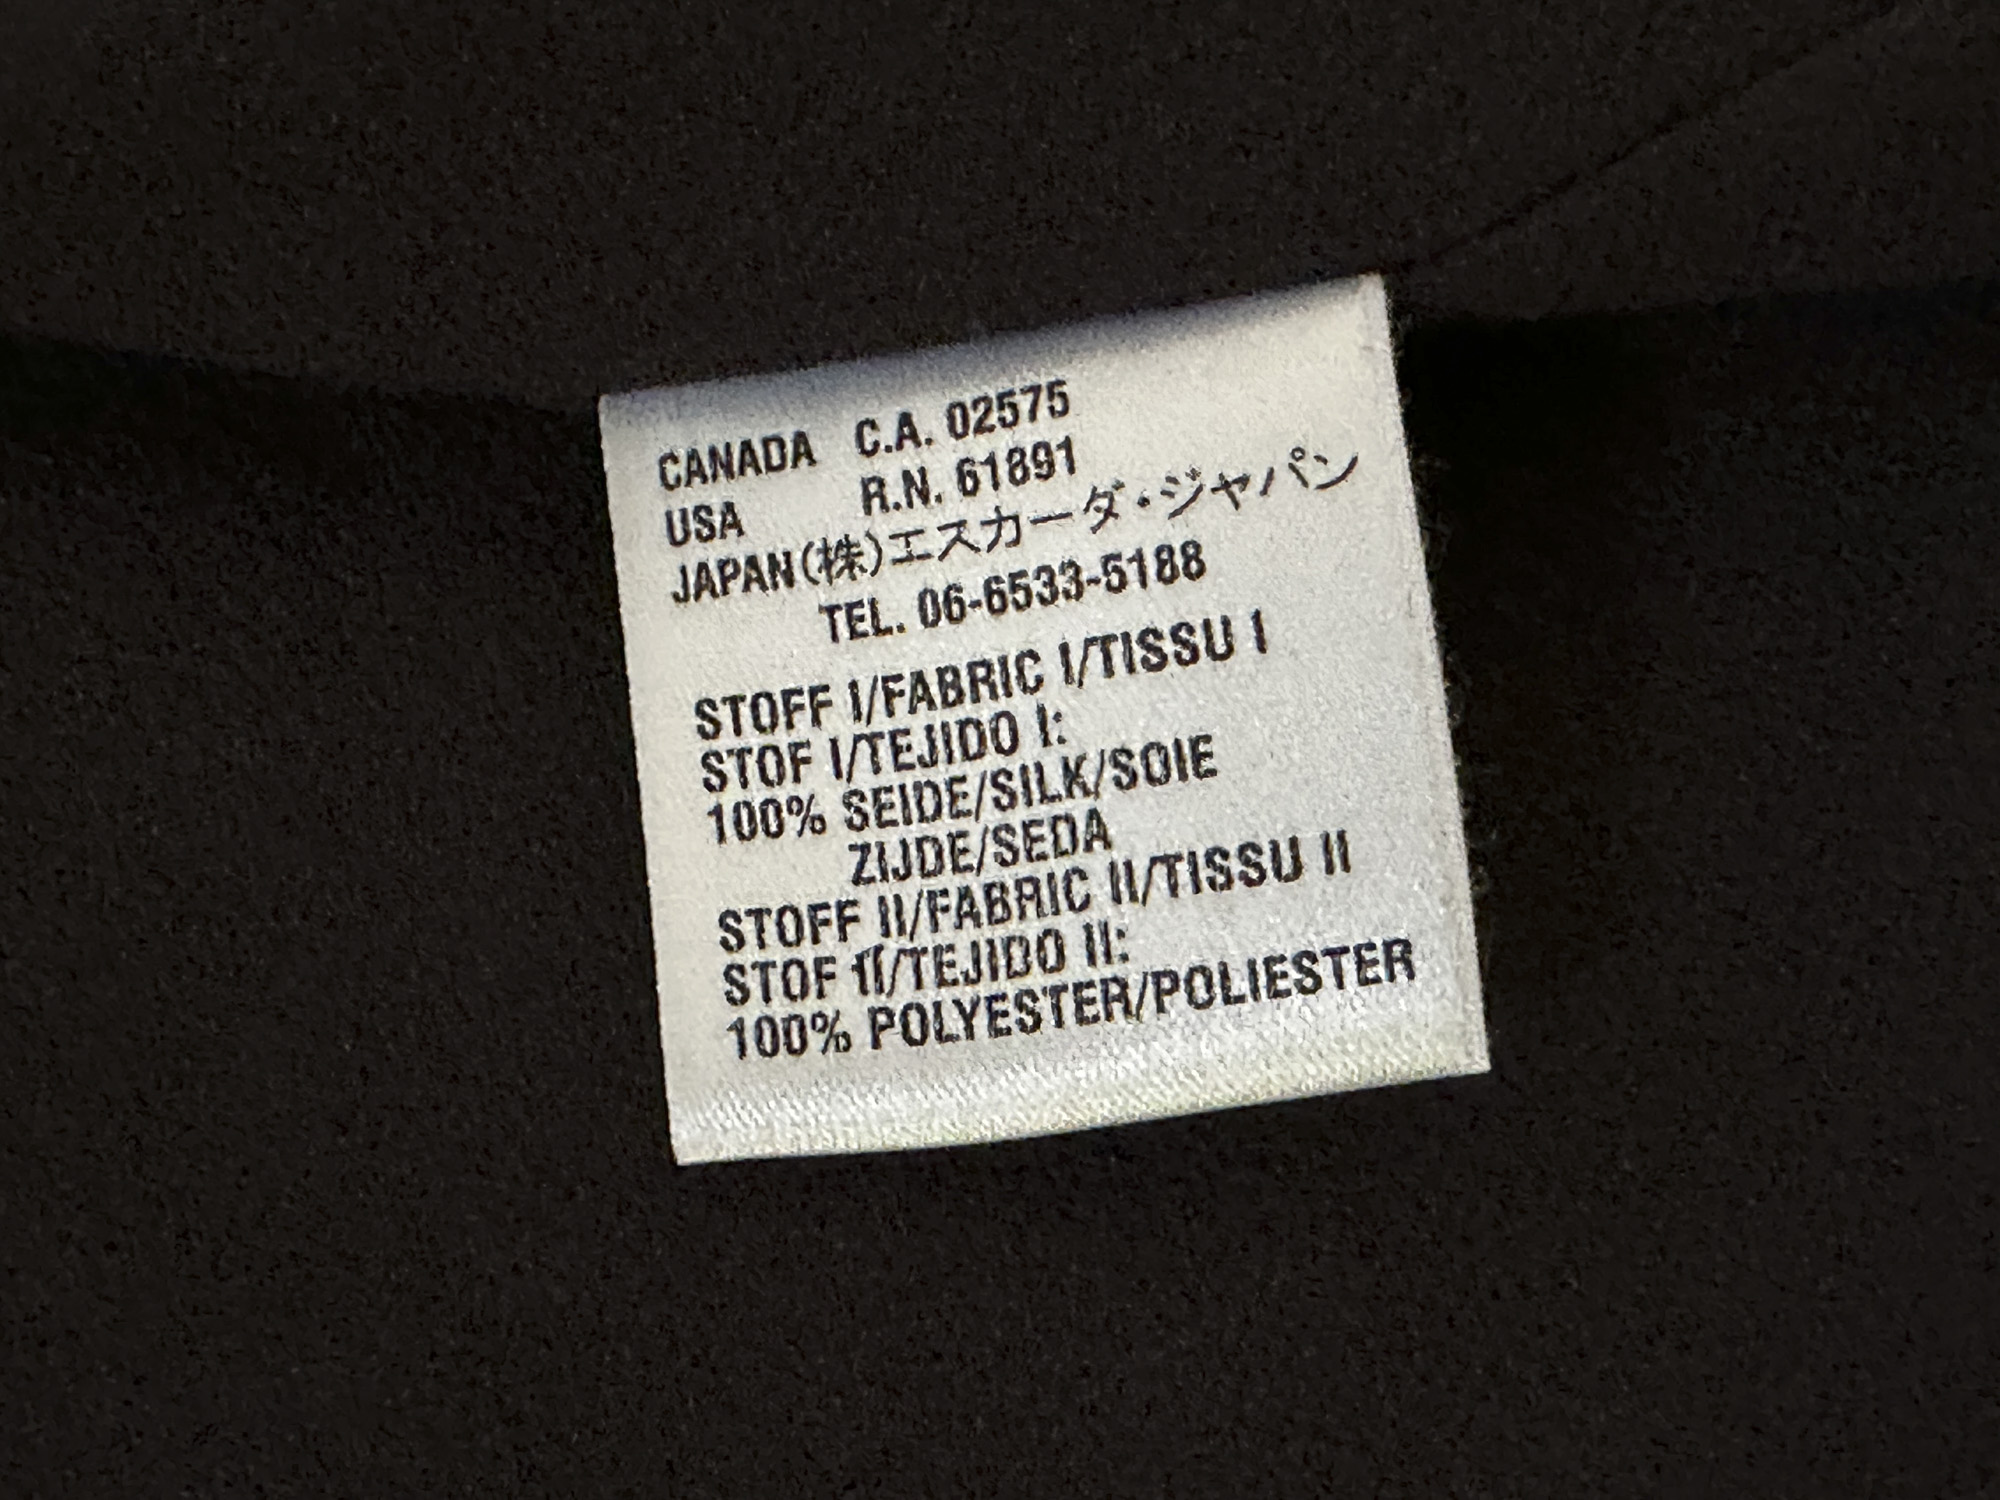 CANADA C.A. 02575
USA R.N. 61891
JAPAN(株)エスカーダ・ジャパン
TEL. 06-6533-5188
STOFF I/FABRIC I/TISSU I
STOF I/TEJIDO I:
100% SEIDE/SILK/SOIE
ZIJDE/SEDA
STOFF II/FABRIC II/TISSU II
STOF II/TEJIDO II:
100% POLYESTER/POLIESTER